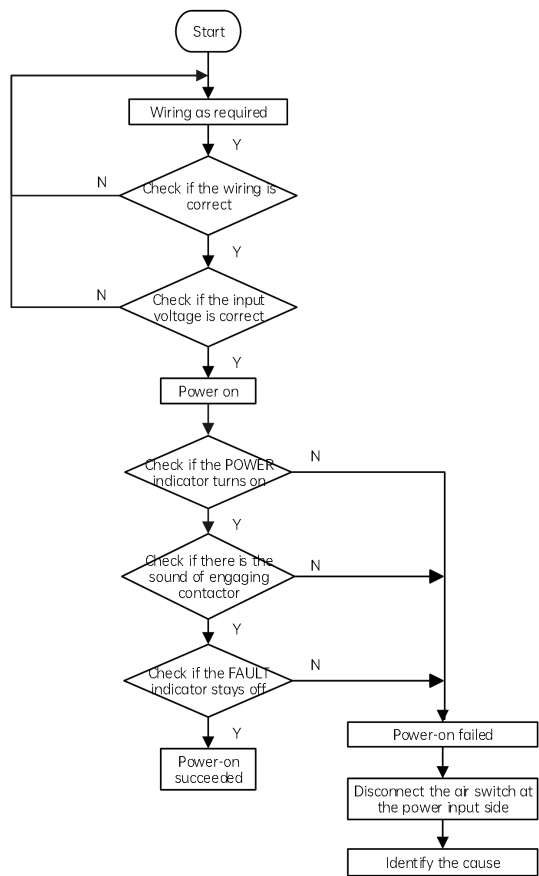 Start
Wiring as required
Y
N
Check if the wiring is
correct
Y
N
Check if the input
voltage is correct
Y
Power on
Check if the POWER
indicator turns on
N
Y
Check if there is the
sound of engaging
contactor
N
Y
Check if the FAULT
indicator stays off
N
Y
Power-on
succeeded
Power-on failed
Disconnect the air switch at
the power input side
Identify the cause